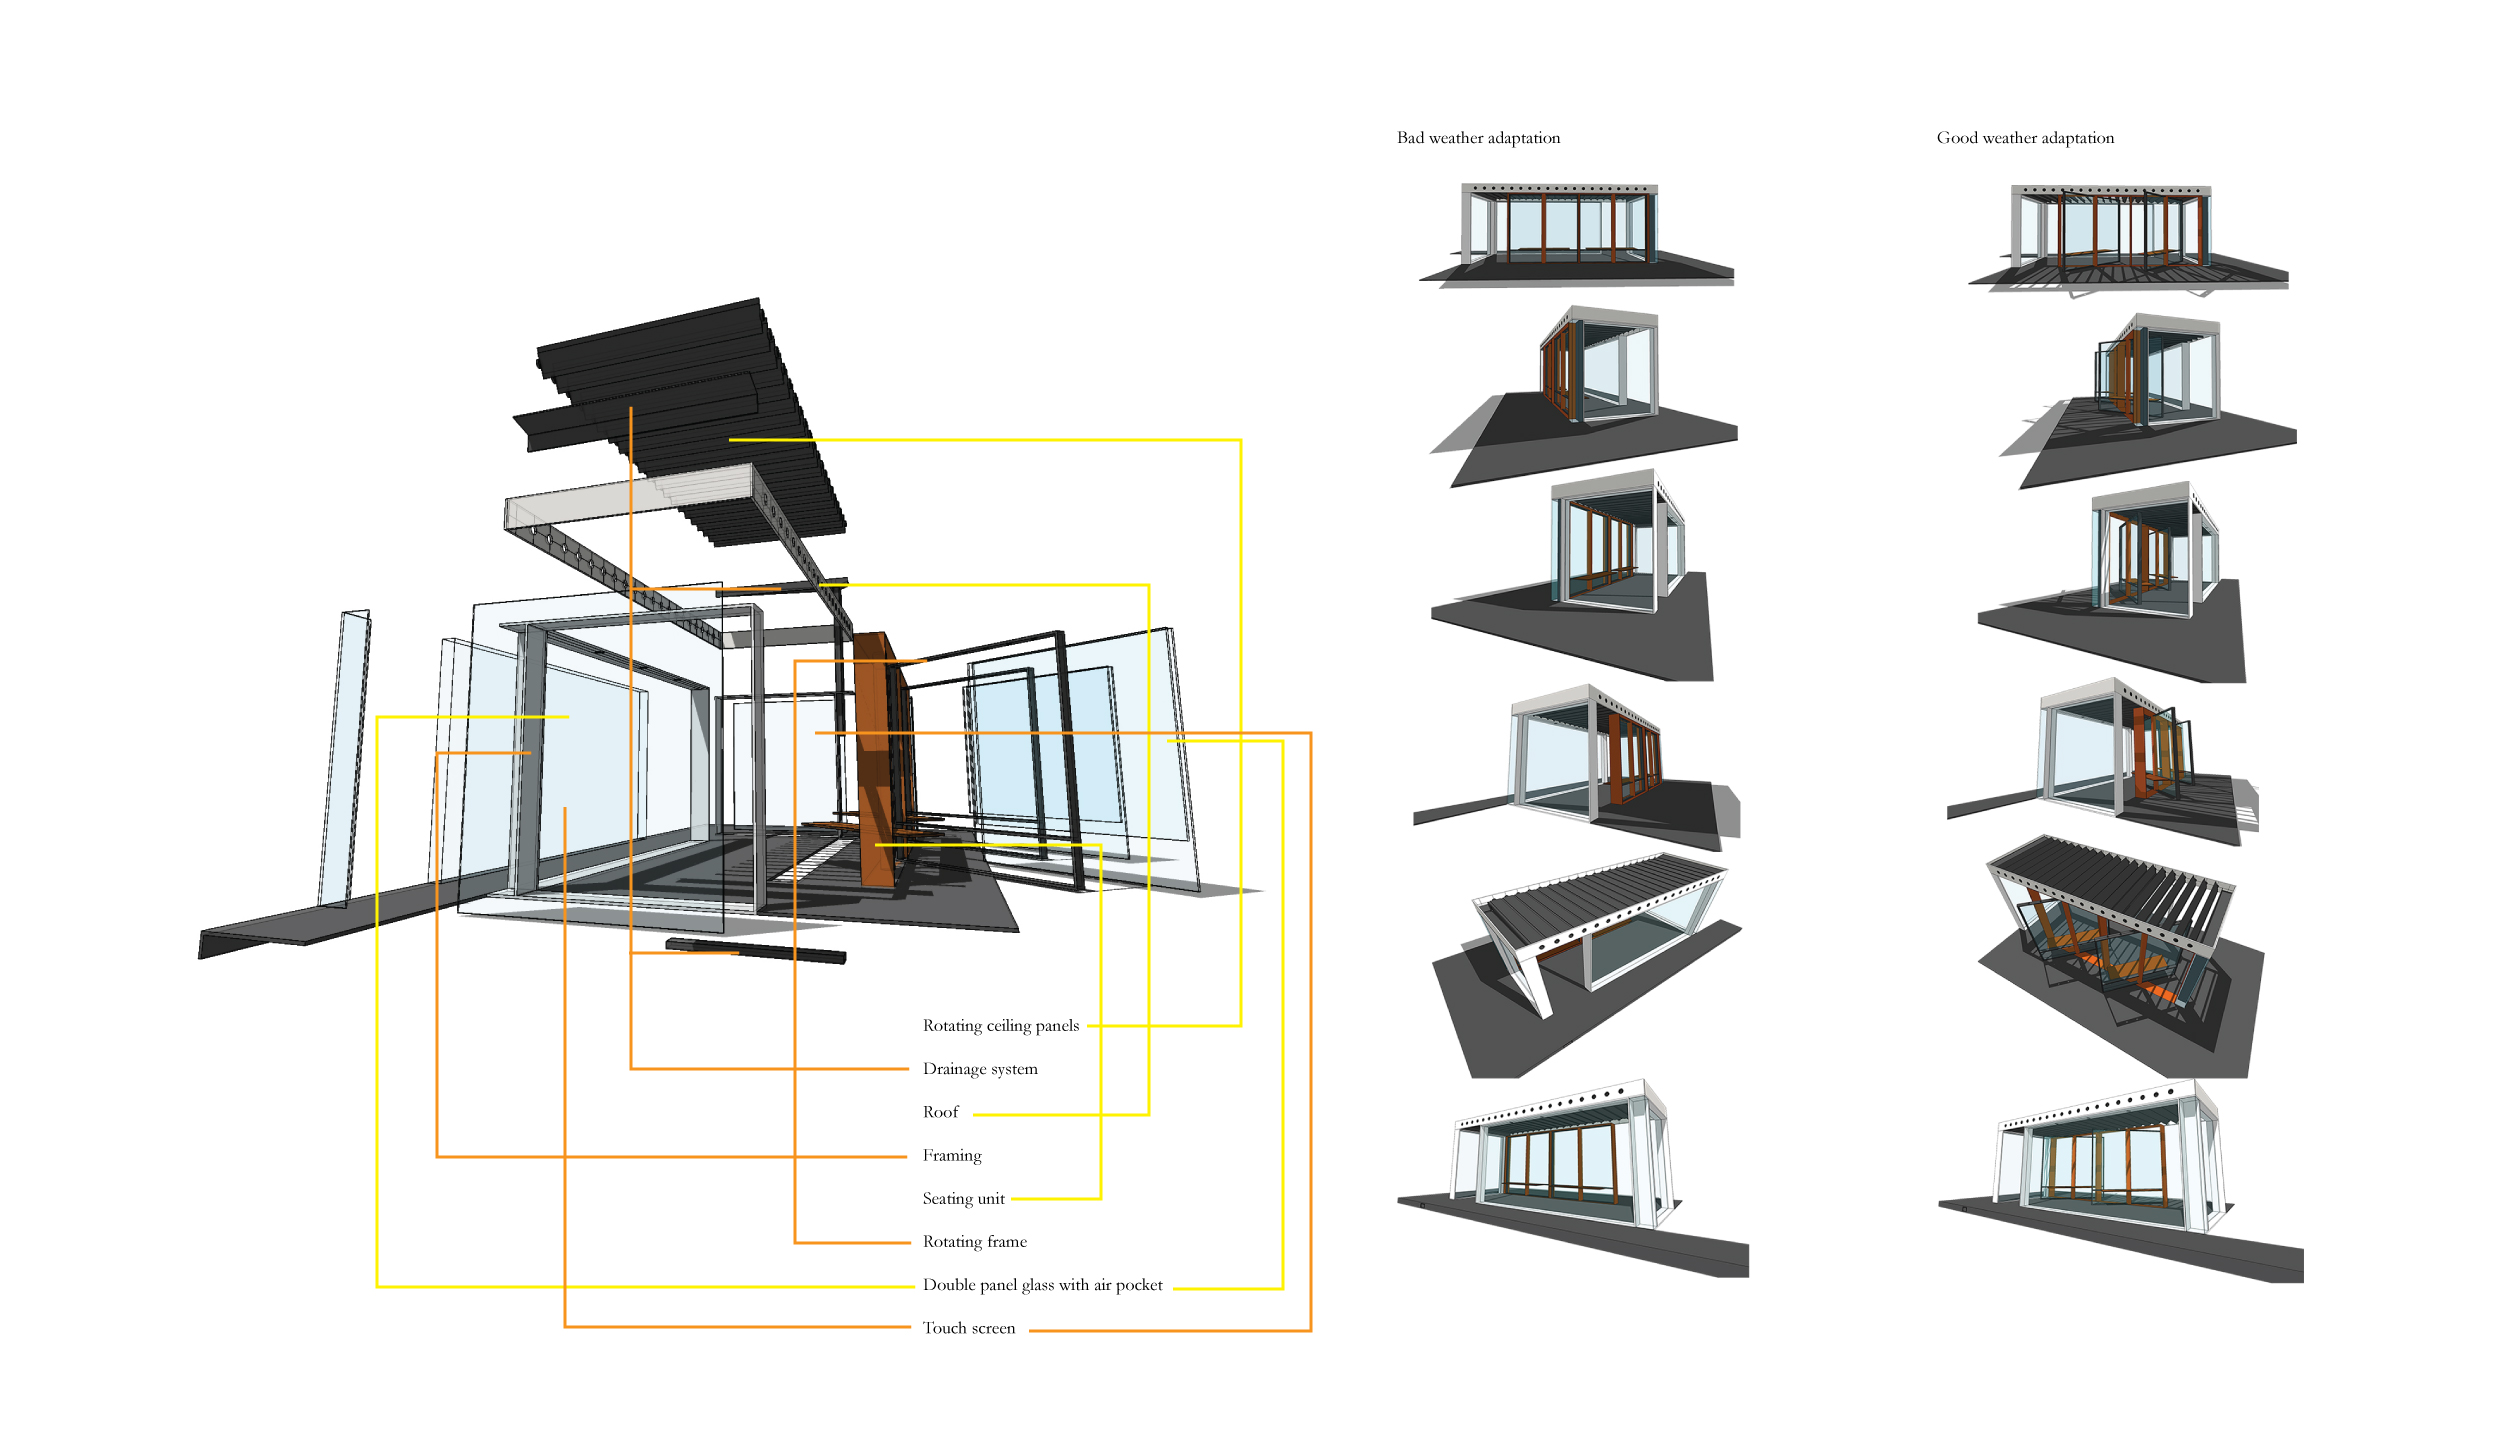 Bad weather adaptation
Good weather adaptation
Rotating ceiling panels
Drainage system
Roof
Framing
Seating unit
Rotating frame
Double panel glass with air pocket
Touch screen